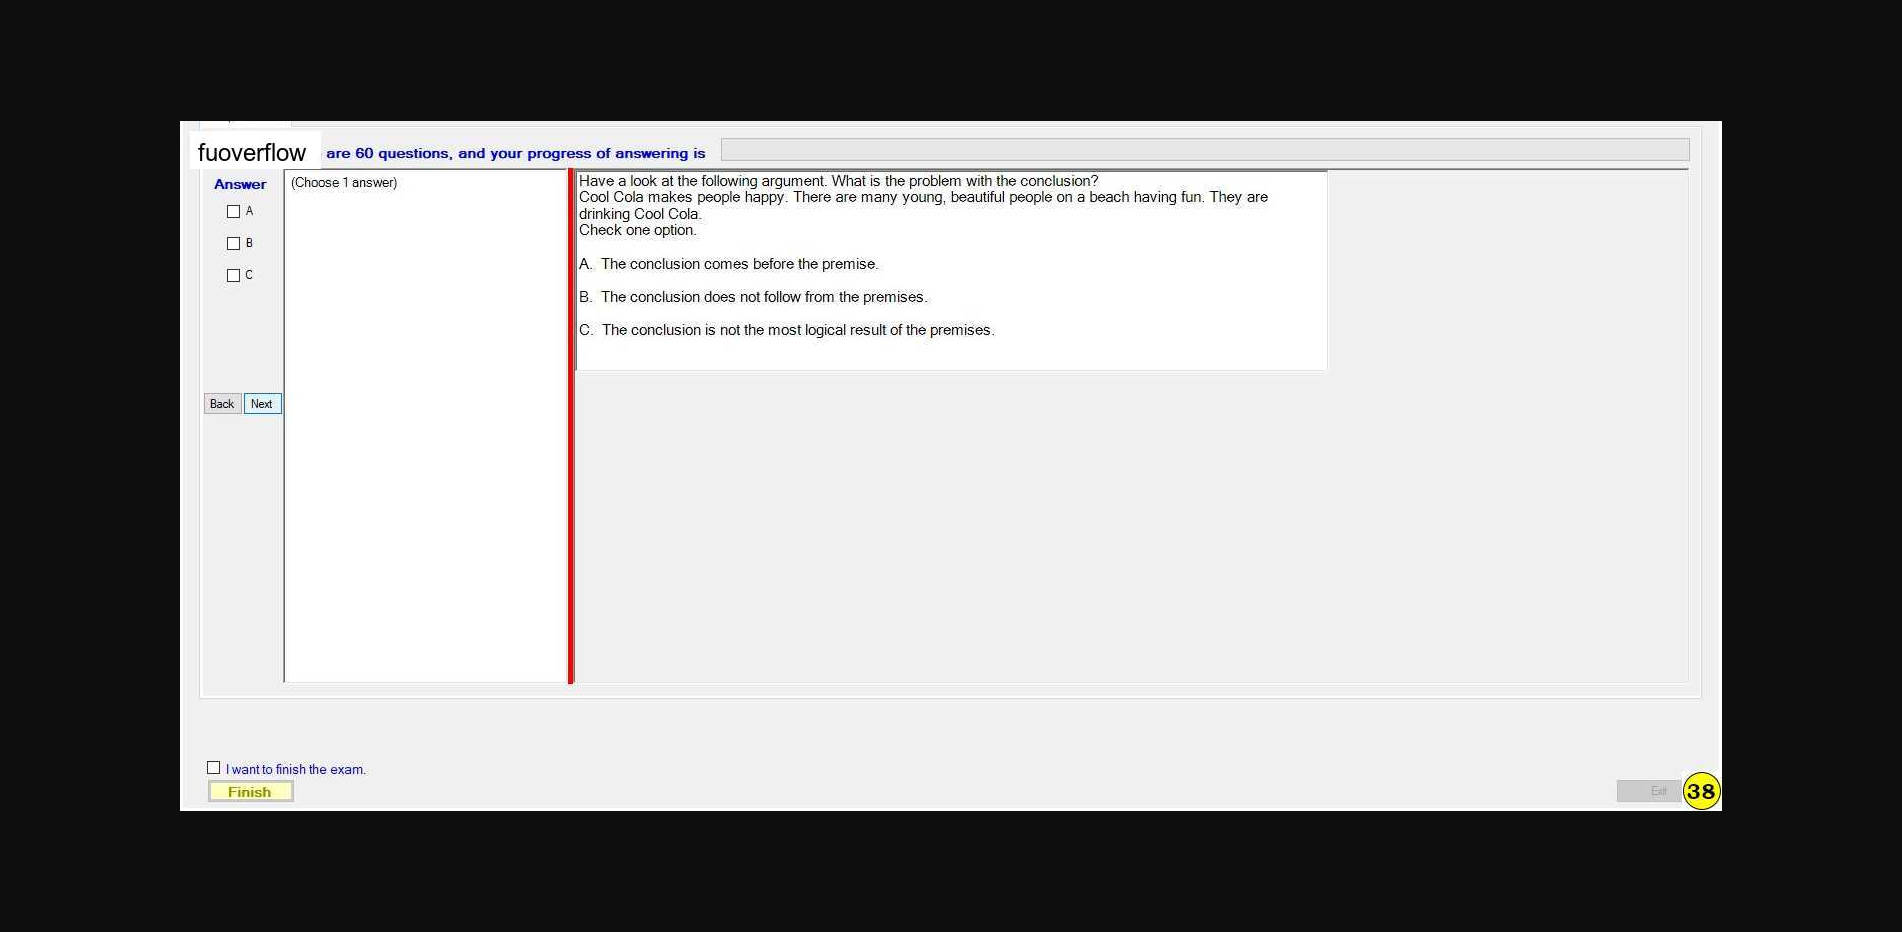 fuoverflow are 60 questions, and your progress of answering is
Answer
A
B
C
Back Next
(Choose 1 answer)
Have a look at the following argument. What is the problem with the conclusion?
Cool Cola makes people happy. There are many young, beautiful people on a beach having fun. They are
drinking Cool Cola.
Check one option.
A. The conclusion comes before the premise.
B. The conclusion does not follow from the premises.
C. The conclusion is not the most logical result of the premises.
I want to finish the exam.
Finish
Exit
38